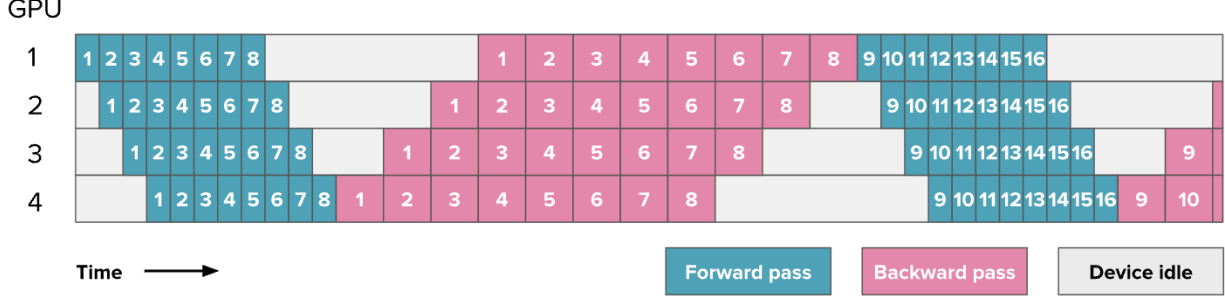 GPU
1 1 2 3 4 5 6 7 8 1 2 3 4 5 6 7 8 9 10 11 12 13 14 15 16
2 1 2 3 4 5 6 7 8 1 2 3 4 5 6 7 8 9 10 11 12 13 14 15 16
3 1 2 3 4 5 6 7 8 1 2 3 4 5 6 7 8 9 10 11 12 13 14 15 16 9
4 1 2 3 4 5 6 7 8 1 2 3 4 5 6 7 8 9 10 11 12 13 14 15 16 9 10
Time Forward pass Backward pass Device idle